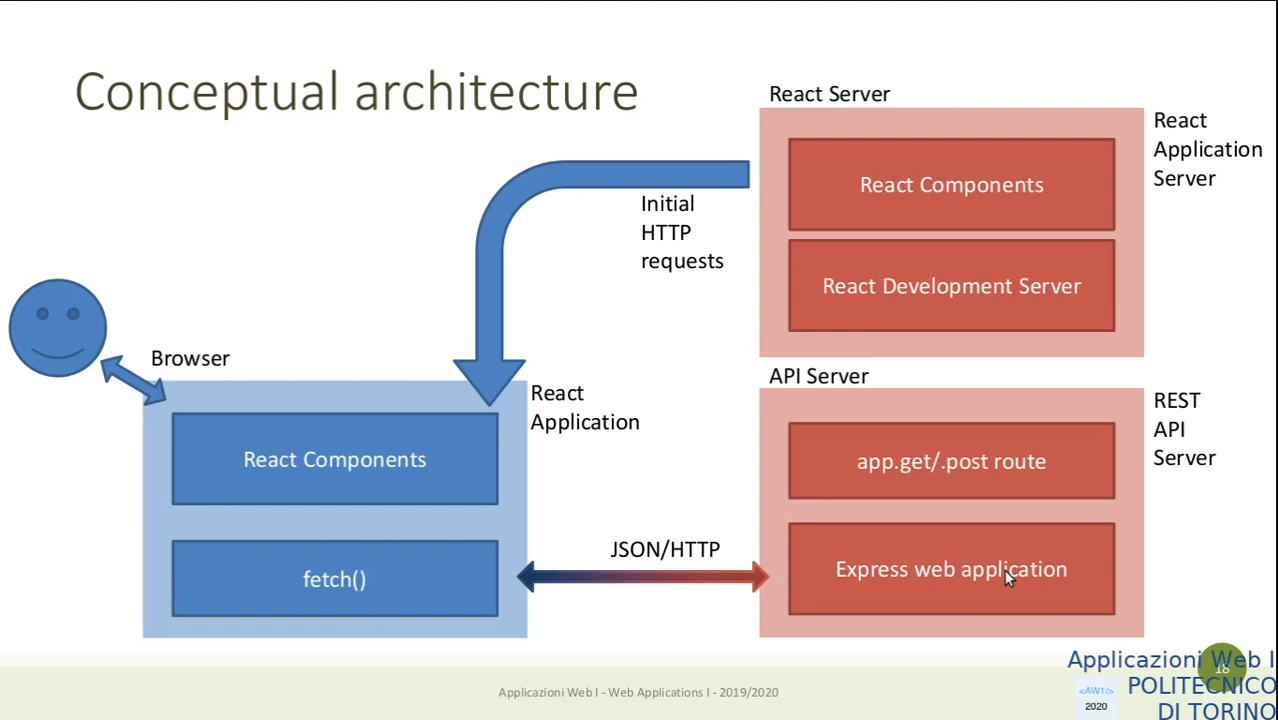 Conceptual architecture
React Server
React
Application
Server
React Components
React Development Server
Initial
HTTP
requests
Browser
React
Application
React Components
fetch()
JSON/HTTP
API Server
REST
API
Server
app.get/.post route
Express web application
Applicazioni Web I - Web Applications I - 2019/2020
18
Applicazioni Web I
POLITECNICO
DI TORINO
<AW1/>
2020